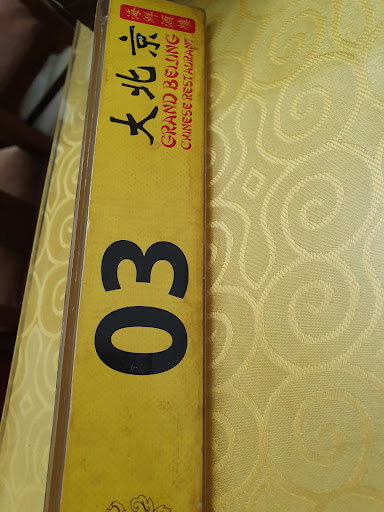 大北京
海鮮酒樓
GRAND BEIJING
CHINESE RESTAURANT
03